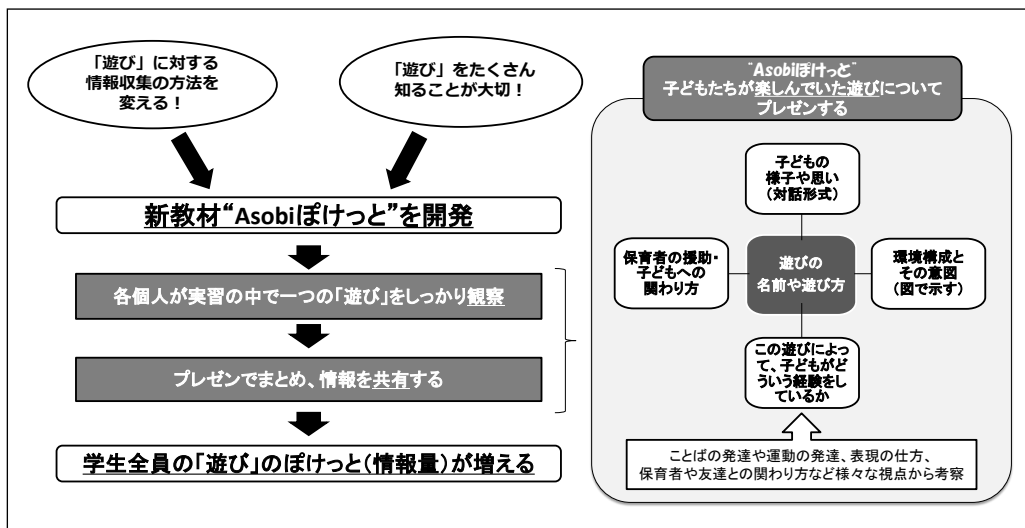 「遊び」に対する
情報収集の方法を
変える！
「遊び」をたくさん
知ることが大切！
新教材“Asobiぽけっと”を開発
各個人が実習の中で一つの「遊び」をしっかり観察
プレゼンでまとめ、情報を共有する
学生全員の「遊び」のぽけっと（情報量）が増える
“Asobiぽけっと”
子どもたちが楽しんでいた遊びについて
プレゼンする
子どもの
様子や思い
（対話形式）
保育者の援助・
子どもへの
関わり方
遊びの
名前や遊び方
環境構成と
その意図
（図で示す）
この遊びによっ
て、子どもがど
ういう経験をし
ているか
ことばの発達や運動の発達、表現の仕方、
保育者や友達との関わり方など様々な視点から考察